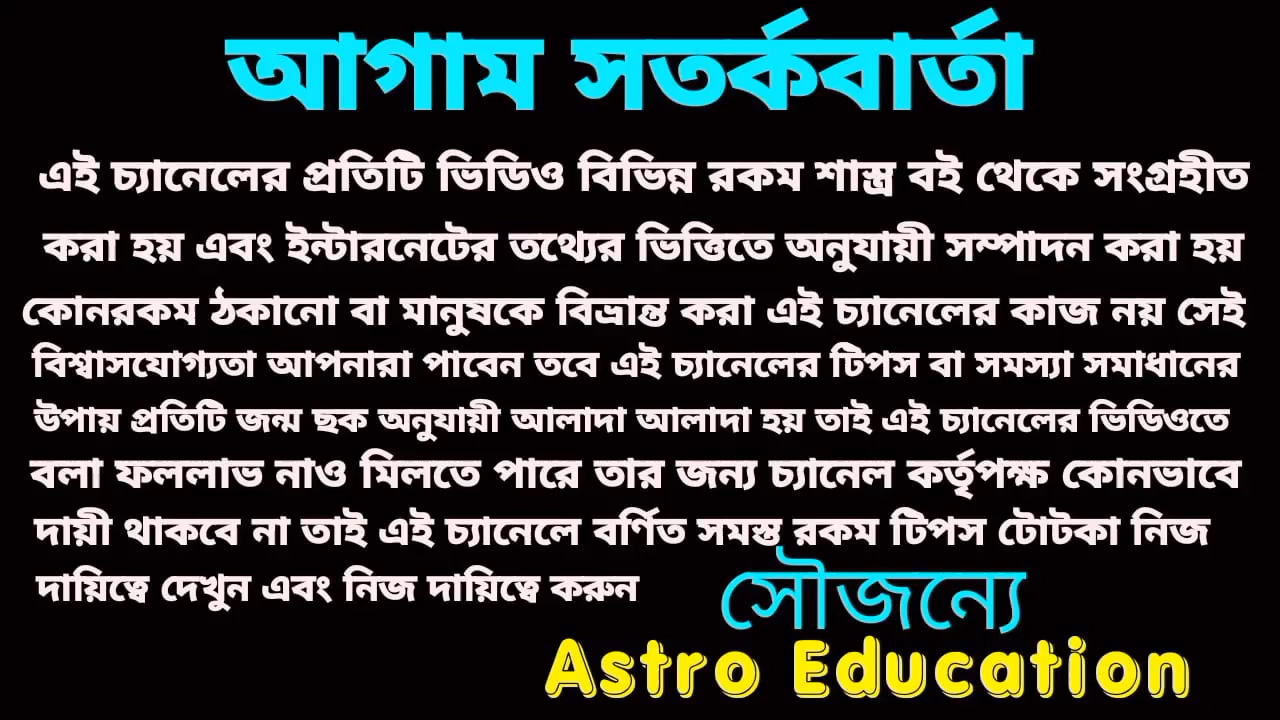 আগাম সতর্কবার্তা
এই চ্যানেলের প্রতিটি ভিডিও বিভিন্ন রকম শাস্ত্র বই থেকে সংগ্রহীত
করা হয় এবং ইন্টারনেটের তথ্যের ভিত্তিতে অনুযায়ী সম্পাদন করা হয়
কোনরকম ঠকানো বা মানুষকে বিভ্রান্ত করা এই চ্যানেলের কাজ নয় সেই
বিশ্বাসযোগ্যতা আপনারা পাবেন তবে এই চ্যানেলের টিপস বা সমস্যা সমাধানের
উপায় প্রতিটি জন্ম ছক অনুযায়ী আলাদা আলাদা হয় তাই এই চ্যানেলের ভিডিওতে
বলা ফললাভ নাও মিলতে পারে তার জন্য চ্যানেল কর্তৃপক্ষ কোনভাবে
দায়ী থাকবে না তাই এই চ্যানেলে বর্ণিত সমস্ত রকম টিপস টোটকা নিজ
দায়িত্বে দেখুন এবং নিজ দায়িত্বে করুন
সৌজন্যে
Astro Education